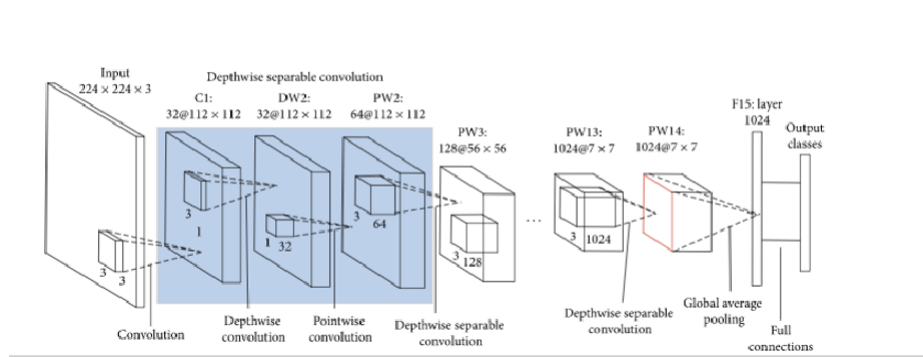 Input
224 × 224 × 3
Depthwise separable convolution
C1:
32@112 × 112
DW2:
32@112 × 112
PW2:
64@112 × 112
PW3:
128@56 × 56
PW13:
1024@7 × 7
PW14:
1024@7 × 7
F15: layer
1024
Output
classes
3
3
3
1
1
32
3
64
3
128
...
3
1024
Convolution
Depthwise
convolution
Pointwise
convolution
Depthwise separable
convolution
Depthwise separable
convolution
Global average
pooling
Full
connections